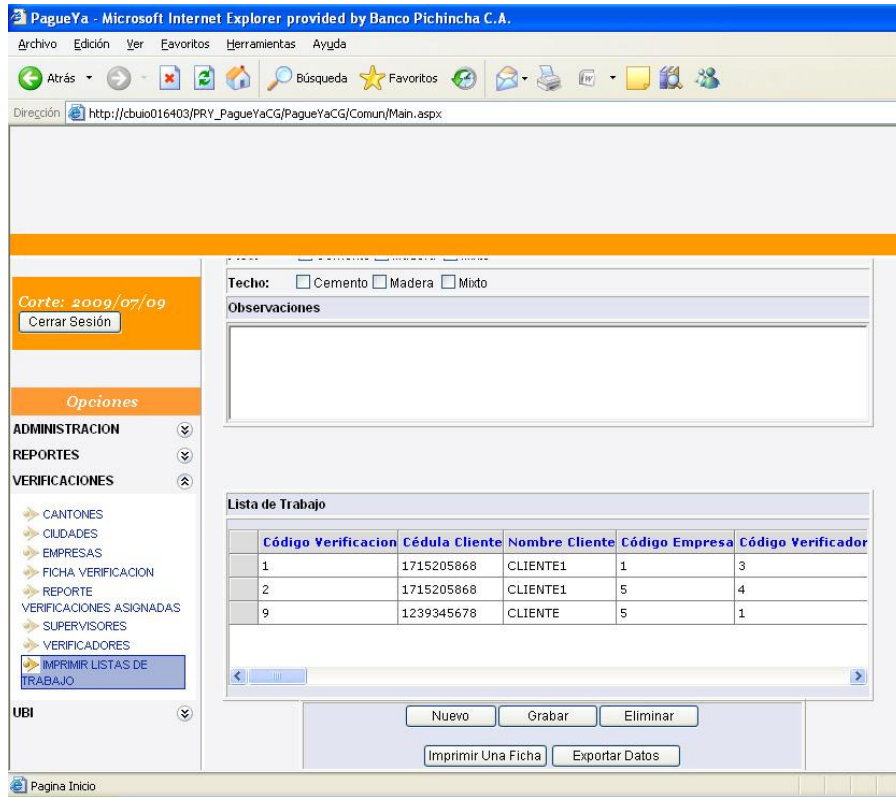 PagueYa - Microsoft Internet Explorer provided by Banco Pichincha C.A.
Archivo Edición Ver Favoritos Herramientas Ayuda
Atrás Búsqueda Favoritos
Dirección http://cbuio016403/PRY_PagueYaCG/PagueYaCG/Comun/Main.aspx
Techo: Cemento Madera Mixto
Corte: 2009/07/09
Cerrar Sesión
Observaciones
Opciones
ADMINISTRACION
REPORTES
VERIFICACIONES
CANTONES
CIUDADES
EMPRESAS
FICHA VERIFICACION
REPORTE
VERIFICACIONES ASIGNADAS
SUPERVISORES
VERIFICADORES
IMPRIMIR LISTAS DE
TRABAJO
UBI
Lista de Trabajo
Código Verificacion Cédula Cliente Nombre Cliente Código Empresa Código Verificador
1 1715205868 CLIENTE1 1 3
2 1715205868 CLIENTE1 5 4
9 1239345678 CLIENTE 5 1
Nuevo Grabar Eliminar
Imprimir Una Ficha Exportar Datos
Pagina Inicio